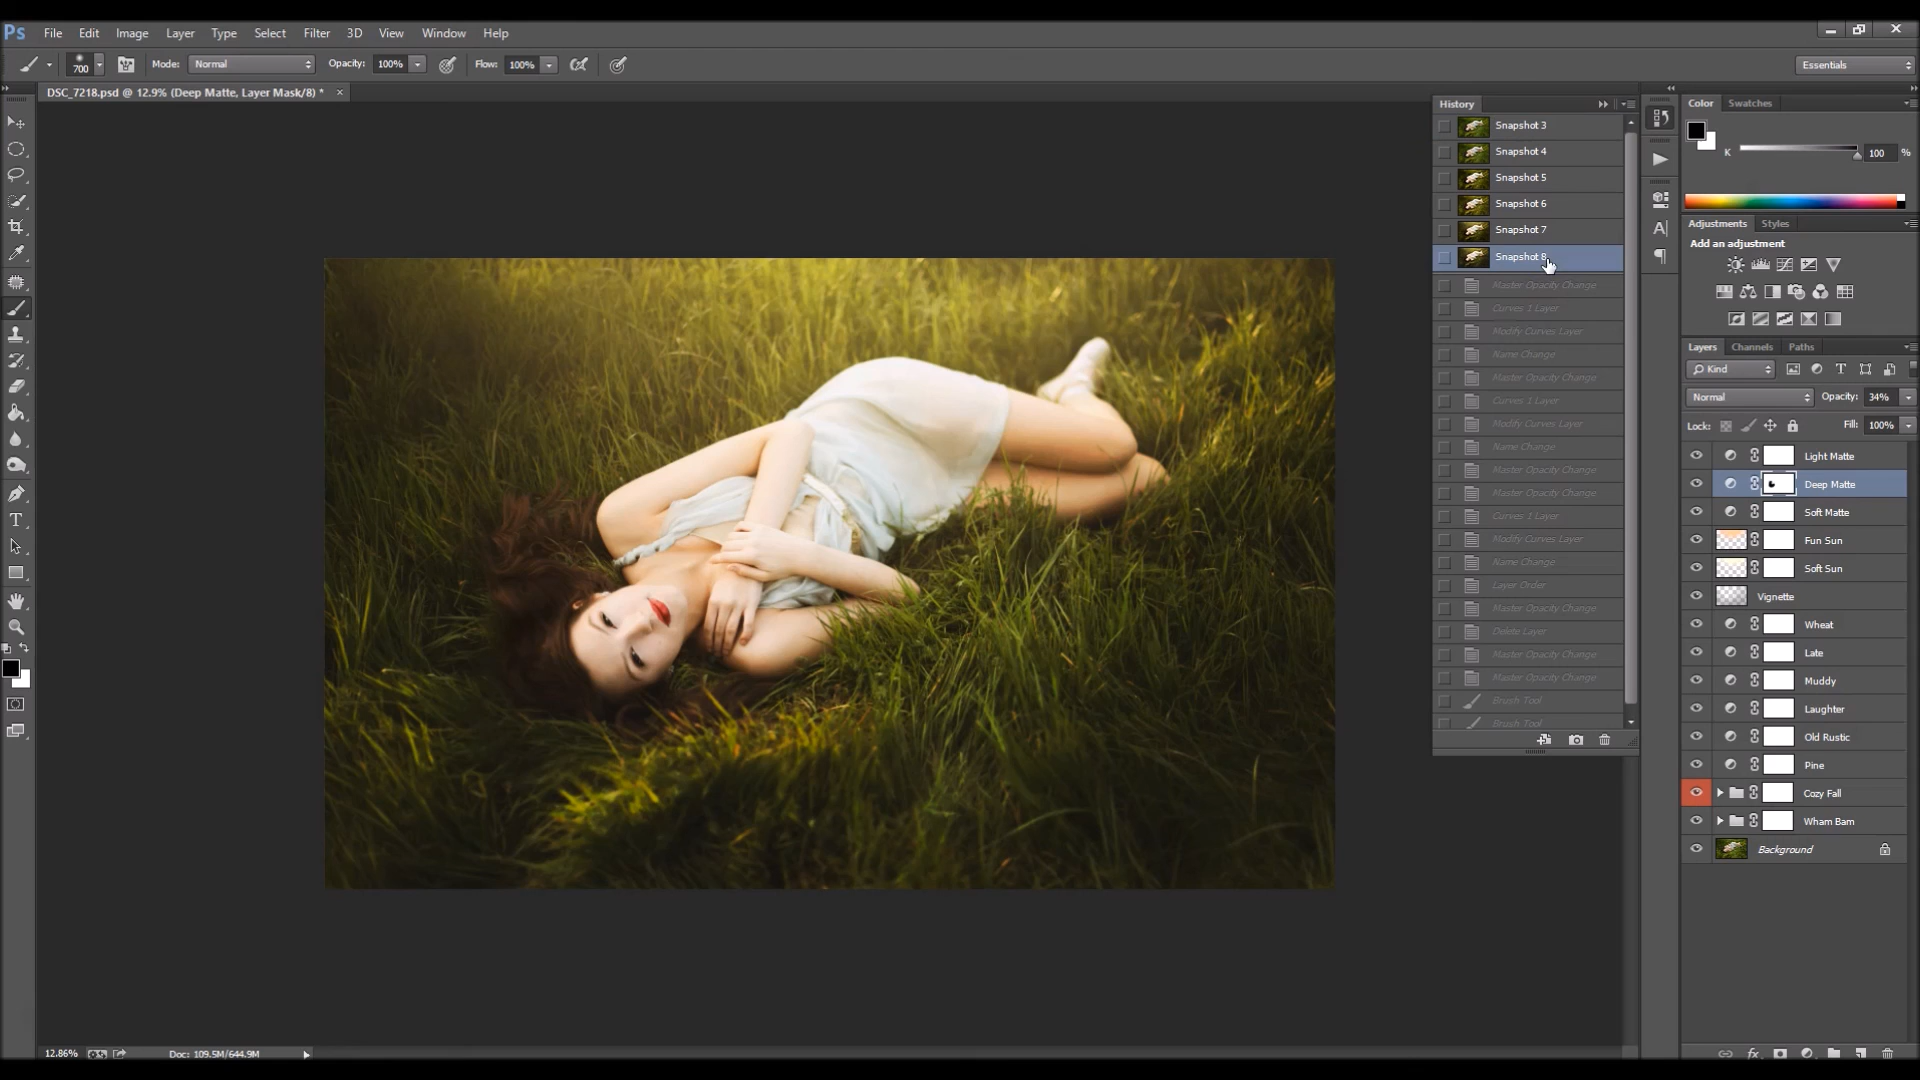 Ps File Edit Image Layer Type Select Filter 3D View Window Help
700 Mode: Normal Opacity: 100% Flow: 100% Essentials
DSC_7218.psd @ 12.9% (Deep Matte, Layer Mask/8) * ×
History
Snapshot 3
Snapshot 4
Snapshot 5
Snapshot 6
Snapshot 7
Snapshot 8
Master Opacity Change
Curves 1 Layer
Modify Curves Layer
Name Change
Master Opacity Change
Curves 1 Layer
Modify Curves Layer
Name Change
Master Opacity Change
Master Opacity Change
Curves 1 Layer
Modify Curves Layer
Name Change
Layer Order
Master Opacity Change
Delete Layer
Master Opacity Change
Master Opacity Change
Brush Tool
Brush Tool
Color Swatches
K 100 %
Adjustments Styles
Add an adjustment
Layers Channels Paths
Kind
Normal Opacity: 34%
Lock: Fill: 100%
Light Matte
Deep Matte
Soft Matte
Fun Sun
Soft Sun
Vignette
Wheat
Late
Muddy
Laughter
Old Rustic
Pine
Cozy Fall
Wham Bam
Background
12.86% Doc: 109.5M/644.9M